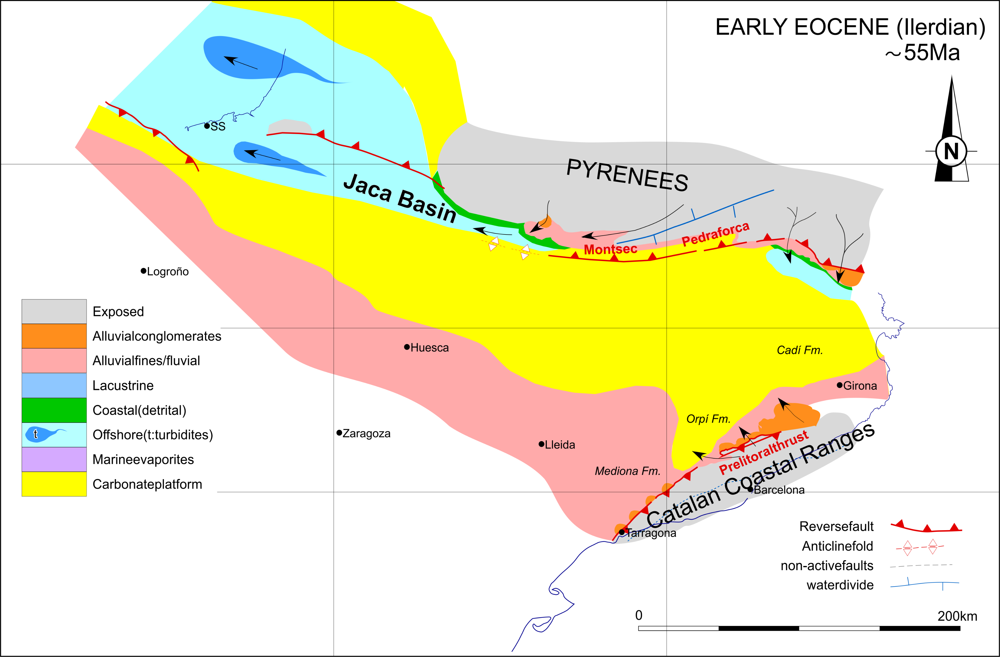 EARLY EOCENE (Ilerdian)
~55Ma
N
SS
PYRENEES
Jaca Basin
Pedraforca
Montsec
Logroño
Exposed
Alluvialconglomerates
Huesca
Cadí Fm.
Alluvialfines/fluvial
Lacustrine
Girona
Coastal(detrital)
Orpí Fm.
t
Offshore(t:turbidites)
Zaragoza
Lleida
Prelitoralthrust
Marineevaporites
Mediona Fm.
Catalan Coastal Ranges
Carbonateplatform
Barcelona
Tarragona
Reversefault
Anticlinefold
non-activefaults
waterdivide
0
200km